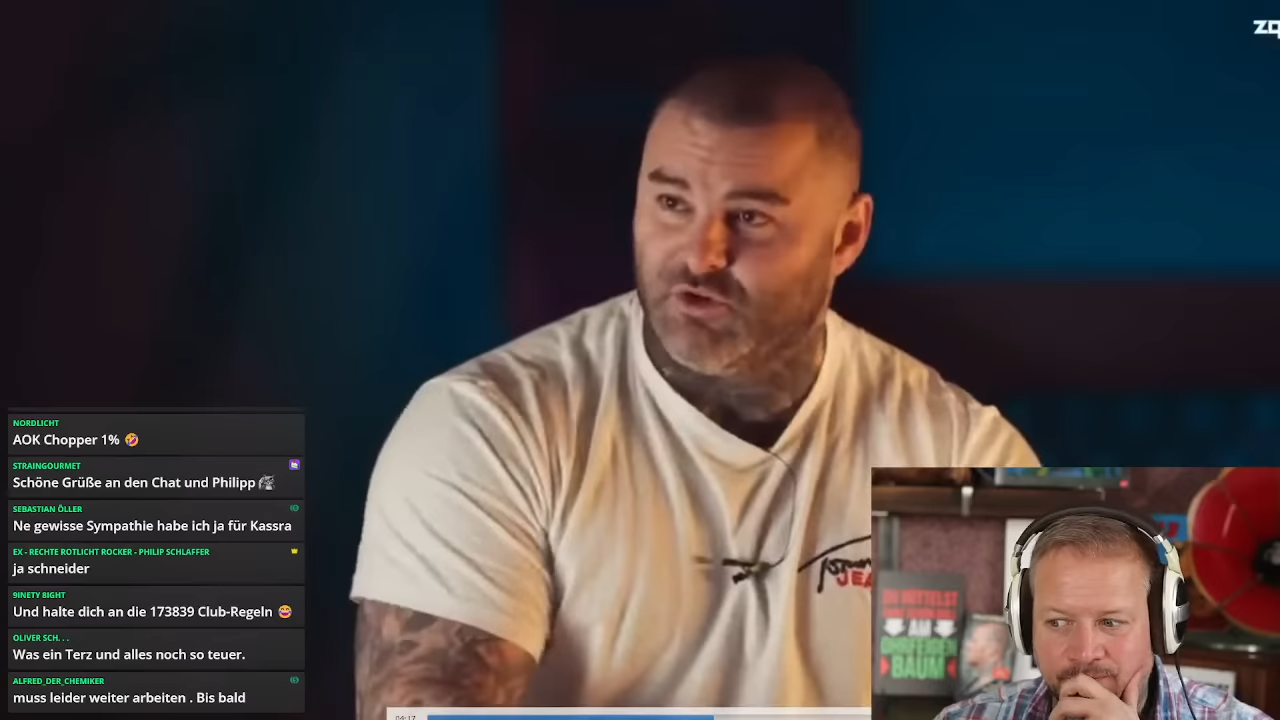 NORDLICHT
AOK Chopper 1% 🤣
STRAINGOURMET
Schöne Grüße an den Chat und Philipp
SEBASTIAN ÖLLER
Ne gewisse Sympathie habe ich ja für Kassra
EX - RECHTE ROTLICHT ROCKER - PHILIP SCHLAFFER
ja schneider
9INETY 8IGHT
Und halte dich an die 173839 Club-Regeln 😂
OLIVER SCH. . .
Was ein Terz und alles noch so teuer.
ALFRED_DER_CHEMIKER
muss leider weiter arbeiten . Bis bald
AM
OHRFEIGEN
BAUM